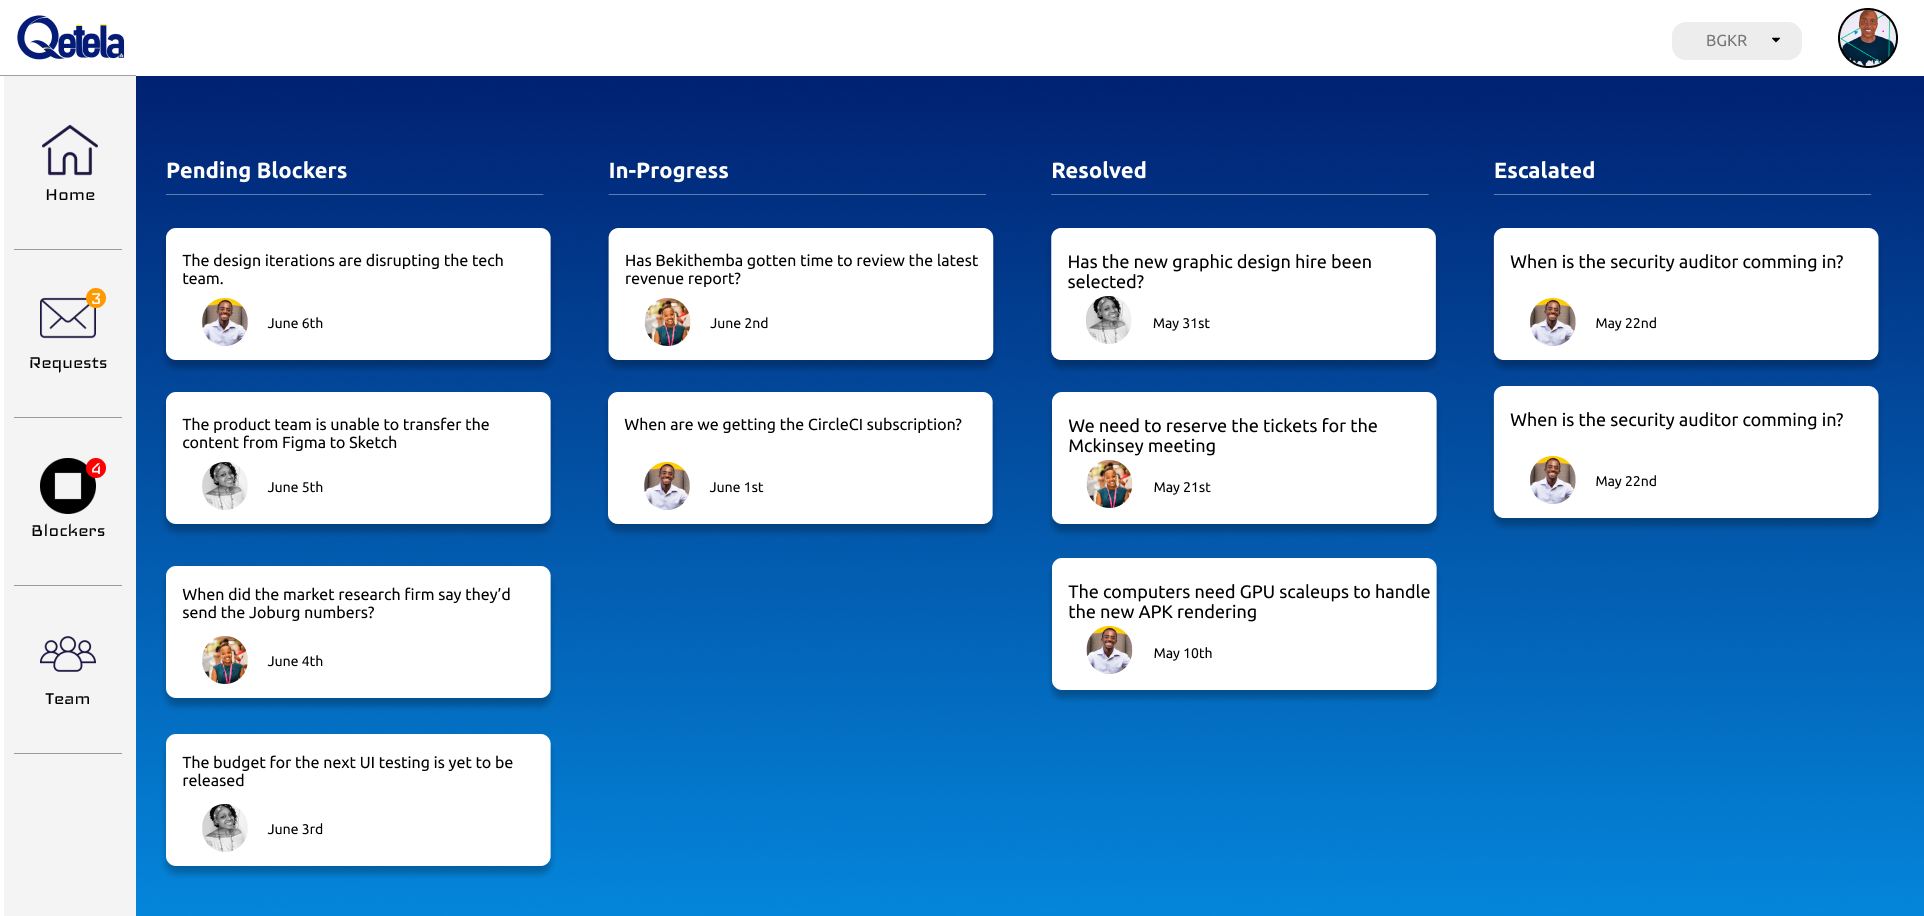 Qetela
BGKR
Home
3
Requests
4
Blockers
Team
Pending Blockers
The design iterations are disrupting the tech
team.
June 6th
The product team is unable to transfer the
content from Figma to Sketch
June 5th
When did the market research firm say they’d
send the Joburg numbers?
June 4th
The budget for the next UI testing is yet to be
released
June 3rd
In-Progress
Has Bekithemba gotten time to review the latest
revenue report?
June 2nd
When are we getting the CircleCI subscription?
June 1st
Resolved
Has the new graphic design hire been
selected?
May 31st
We need to reserve the tickets for the
Mckinsey meeting
May 21st
The computers need GPU scaleups to handle
the new APK rendering
May 10th
Escalated
When is the security auditor comming in?
May 22nd
When is the security auditor comming in?
May 22nd